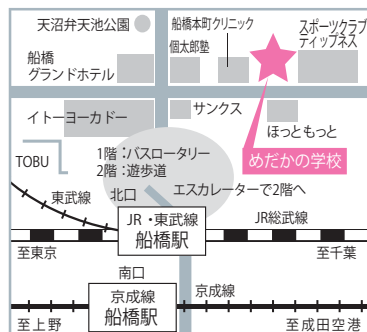 天沼弁天池公園
船橋本町クリニック
スポーツクラブ
ティップネス
個太郎塾
船橋
グランドホテル
サンクス
イトーヨーカドー
ほっともっと
めだかの学校
1階：バスロータリー
2階：遊歩道
TOBU
北口
エスカレーターで2階へ
東武線
JR・東武線
船橋駅
JR総武線
至東京
至千葉
南口
京成線
船橋駅
京成線
至上野
至成田空港